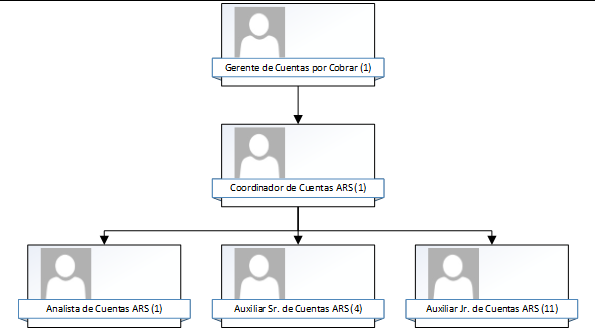 Gerente de Cuentas por Cobrar (1)
Coordinador de Cuentas ARS (1)
Analista de Cuentas ARS (1)
Auxiliar Sr. de Cuentas ARS (4)
Auxiliar Jr. de Cuentas ARS (11)